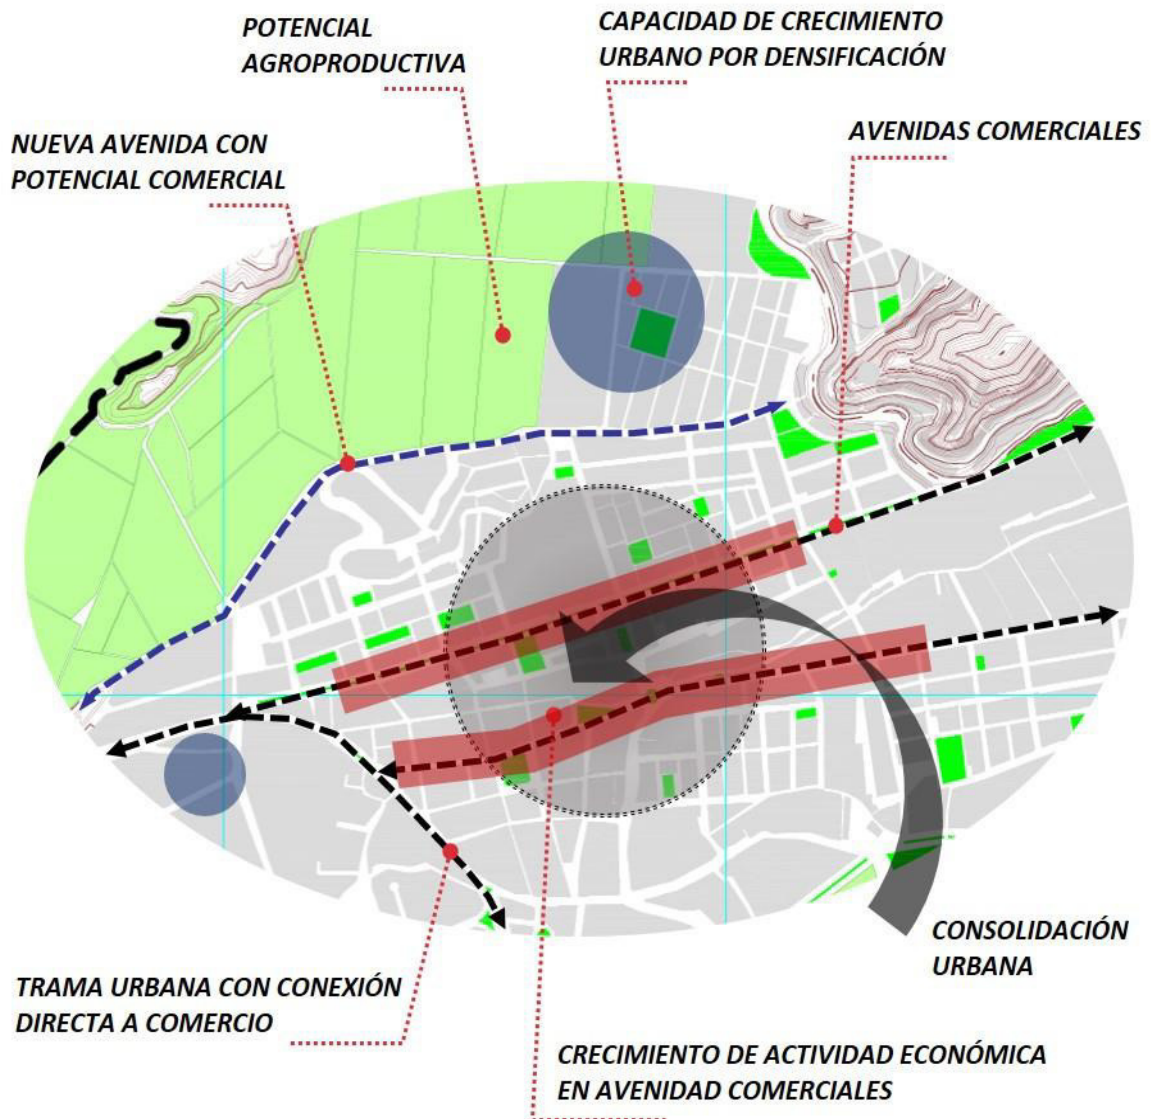 POTENCIAL
AGROPRODUCTIVA
CAPACIDAD DE CRECIMIENTO
URBANO POR DENSIFICACIÓN
NUEVA AVENIDA CON
POTENCIAL COMERCIAL
AVENIDAS COMERCIALES
CONSOLIDACIÓN
URBANA
TRAMA URBANA CON CONEXIÓN
DIRECTA A COMERCIO
CRECIMIENTO DE ACTIVIDAD ECONÓMICA
EN AVENIDAD COMERCIALES